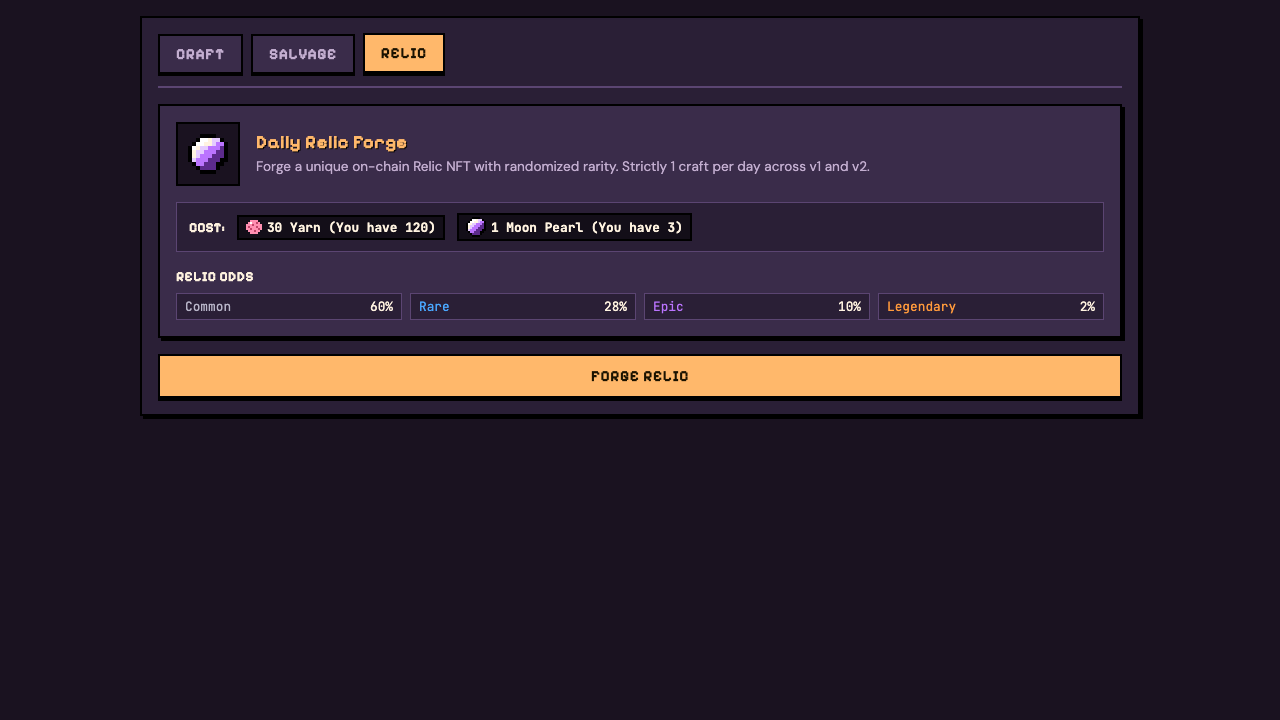 CRAFT
SALVAGE
RELIC
Daily Relic Forge
Forge a unique on-chain Relic NFT with randomized rarity. Strictly 1 craft per day across v1 and v2.
COST: 30 Yarn (You have 120) 1 Moon Pearl (You have 3)
RELIC ODDS
Common 60% Rare 28% Epic 10% Legendary 2%
FORGE RELIC